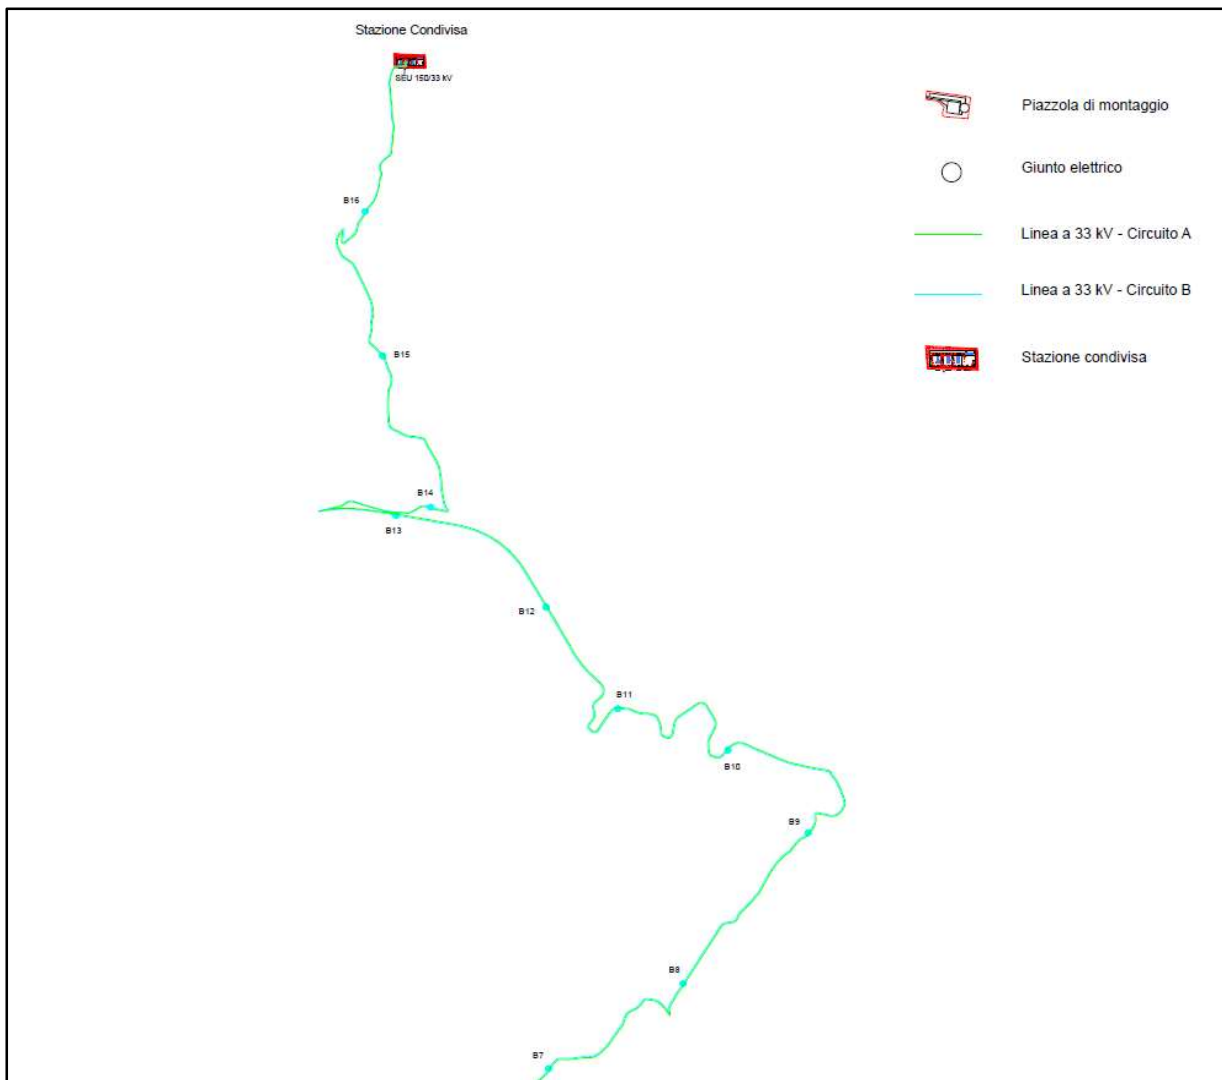 Stazione Condivisa
SEU 150/33 kV
Piazzola di montaggio
Giunto elettrico
B16
Linea a 33 kV - Circuito A
Linea a 33 kV - Circuito B
B15
Stazione condivisa
B14
B13
B12
B11
B10
B9
B8
B7